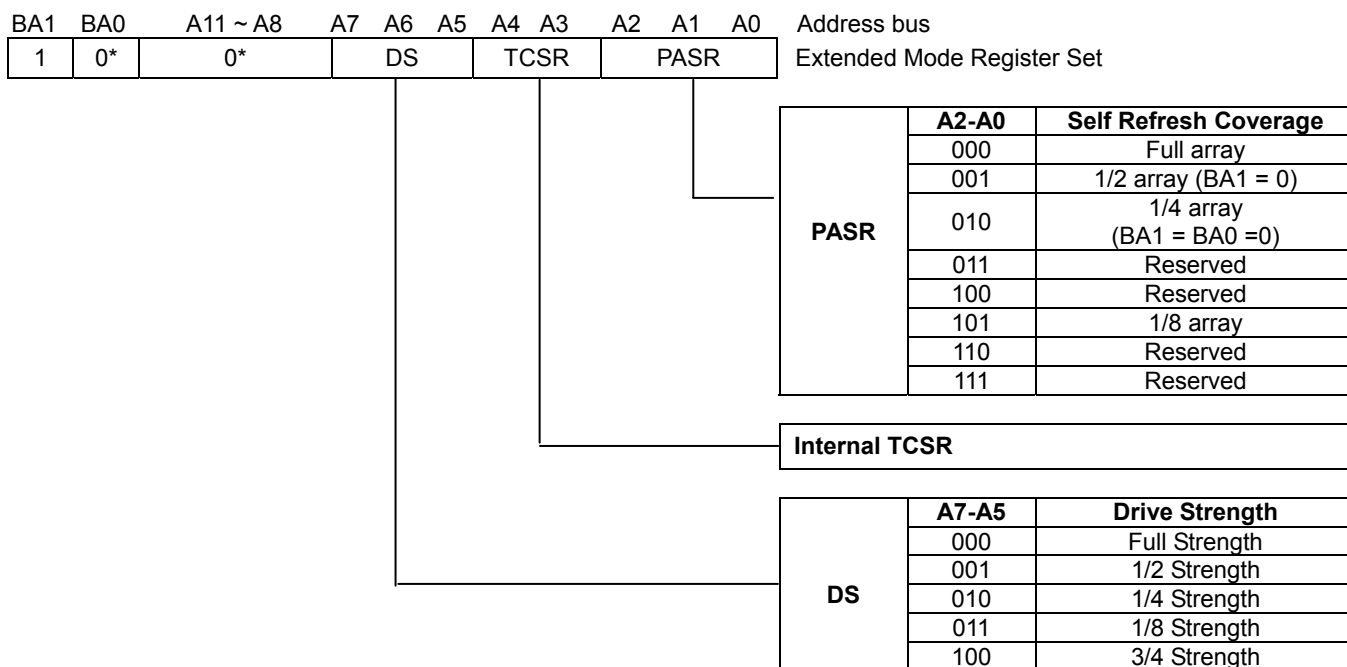 BA1 BA0 A11 ~ A8 A7 A6 A5 A4 A3 A2 A1 A0 Address bus
1 0* 0* DS TCSR PASR Extended Mode Register Set
PASR
A2-A0 Self Refresh Coverage
000 Full array
001 1/2 array (BA1 = 0)
010 1/4 array
(BA1 = BA0 =0)
011 Reserved
100 Reserved
101 1/8 array
110 Reserved
111 Reserved
Internal TCSR
DS
A7-A5 Drive Strength
000 Full Strength
001 1/2 Strength
010 1/4 Strength
011 1/8 Strength
100 3/4 Strength